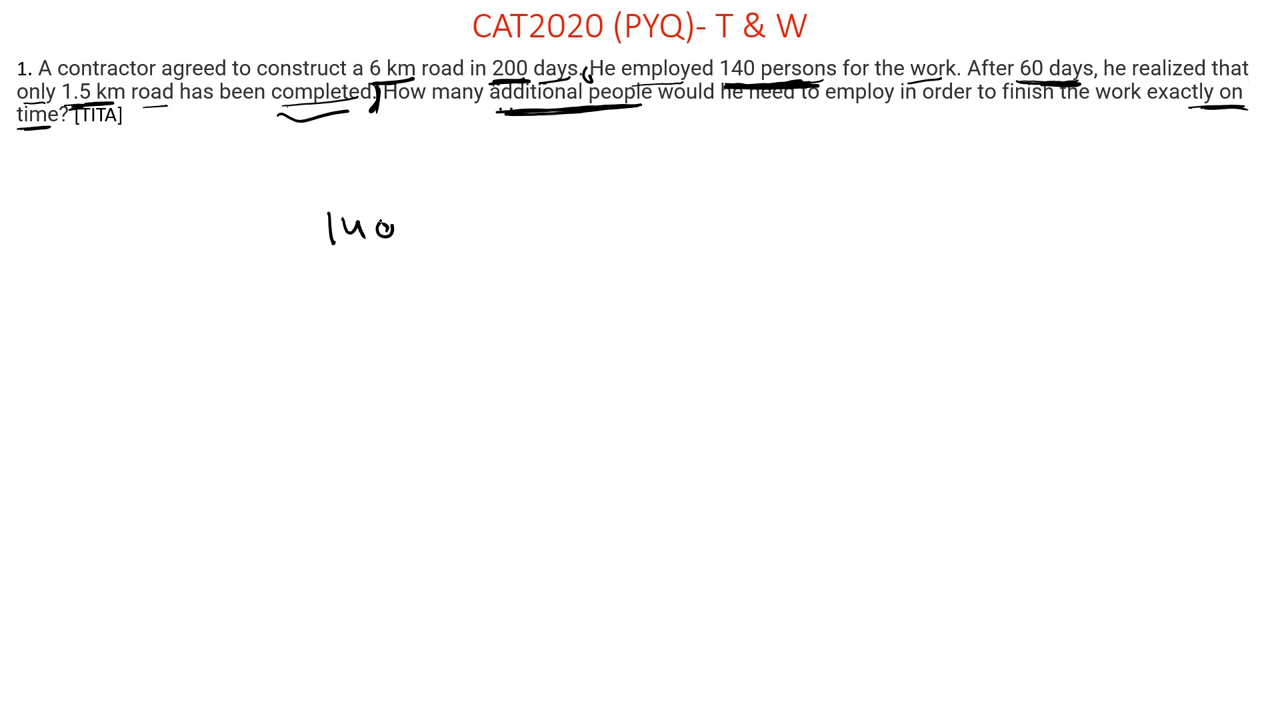 CAT2020 (PYQ)- T & W
1. A contractor agreed to construct a 6 km road in 200 days. He employed 140 persons for the work. After 60 days, he realized that
only 1.5 km road has been completed. How many additional people would he need to employ in order to finish the work exactly on
time? [TITA]
140